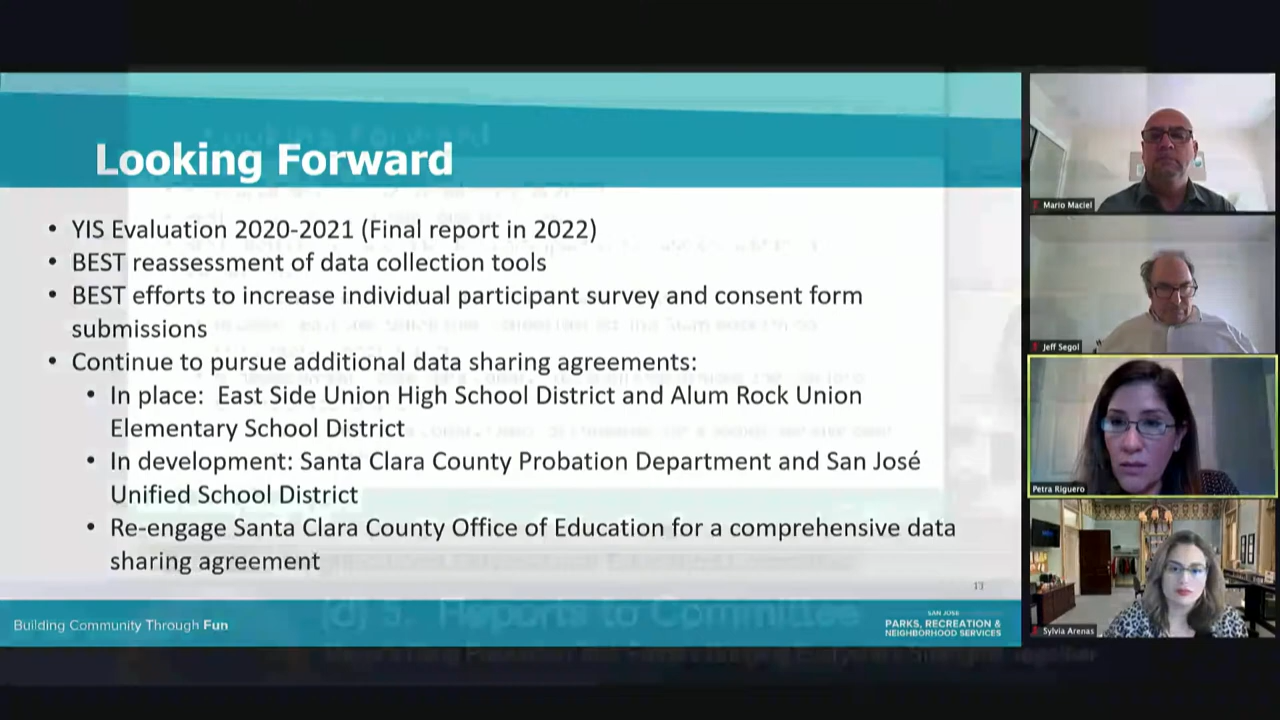 Looking Forward
• YIS Evaluation 2020-2021 (Final report in 2022)
• BEST reassessment of data collection tools
• BEST efforts to increase individual participant survey and consent form
submissions
• Continue to pursue additional data sharing agreements:
• In place: East Side Union High School District and Alum Rock Union
Elementary School District
• In development: Santa Clara County Probation Department and San José
Unified School District
• Re-engage Santa Clara County Office of Education for a comprehensive data
sharing agreement
Building Community Through Fun
SAN JOSE
PARKS, RECREATION &
NEIGHBORHOOD SERVICES
(d) 5. Reports to Committee
Mario Maciel
Jeff Segol
Petra Riguero
Sylvia Arenas